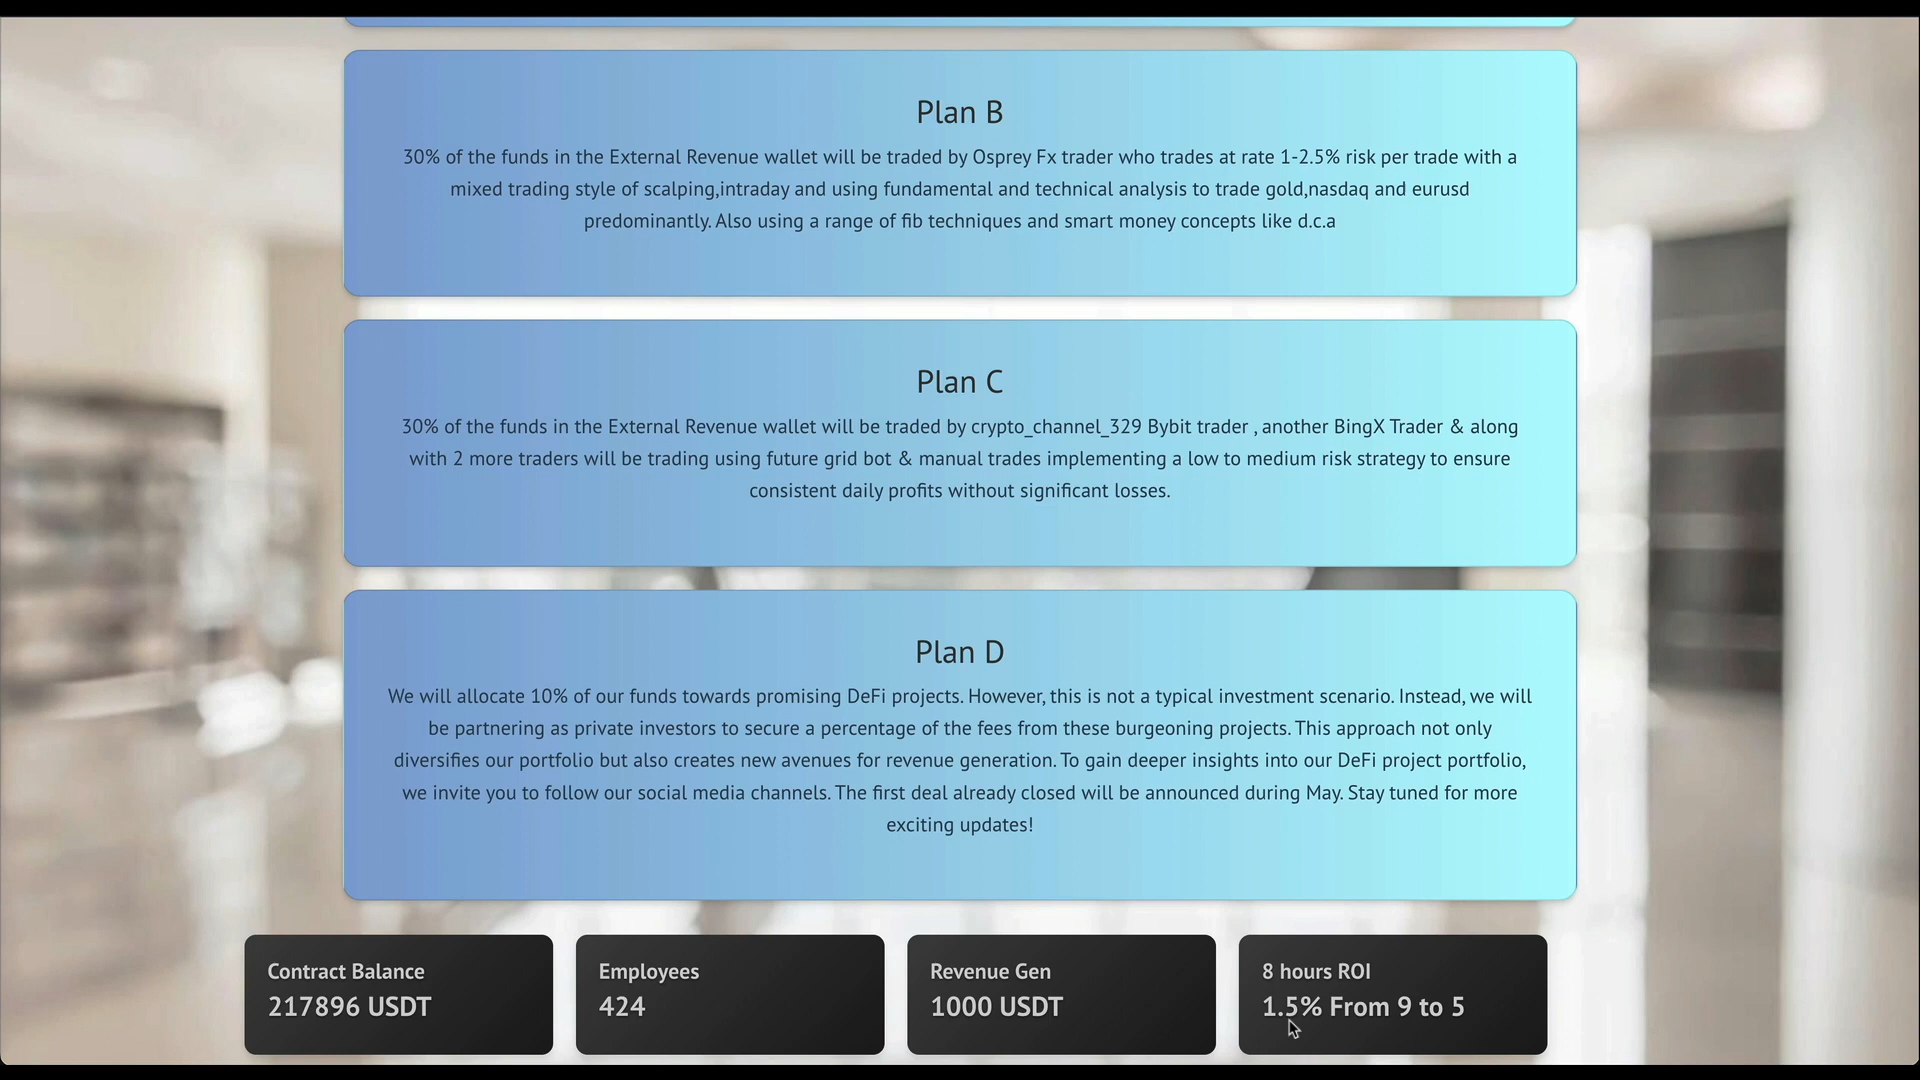 Plan B
30% of the funds in the External Revenue wallet will be traded by Osprey Fx trader who trades at rate 1-2.5% risk per trade with a
mixed trading style of scalping,intraday and using fundamental and technical analysis to trade gold,nasdaq and eurusd
predominantly. Also using a range of fib techniques and smart money concepts like d.c.a
Plan C
30% of the funds in the External Revenue wallet will be traded by crypto_channel_329 Bybit trader , another BingX Trader & along
with 2 more traders will be trading using future grid bot & manual trades implementing a low to medium risk strategy to ensure
consistent daily profits without significant losses.
Plan D
We will allocate 10% of our funds towards promising DeFi projects. However, this is not a typical investment scenario. Instead, we will
be partnering as private investors to secure a percentage of the fees from these burgeoning projects. This approach not only
diversifies our portfolio but also creates new avenues for revenue generation. To gain deeper insights into our DeFi project portfolio,
we invite you to follow our social media channels. The first deal already closed will be announced during May. Stay tuned for more
exciting updates!
Contract Balance
217896 USDT
Employees
424
Revenue Gen
1000 USDT
8 hours ROI
1.5% From 9 to 5